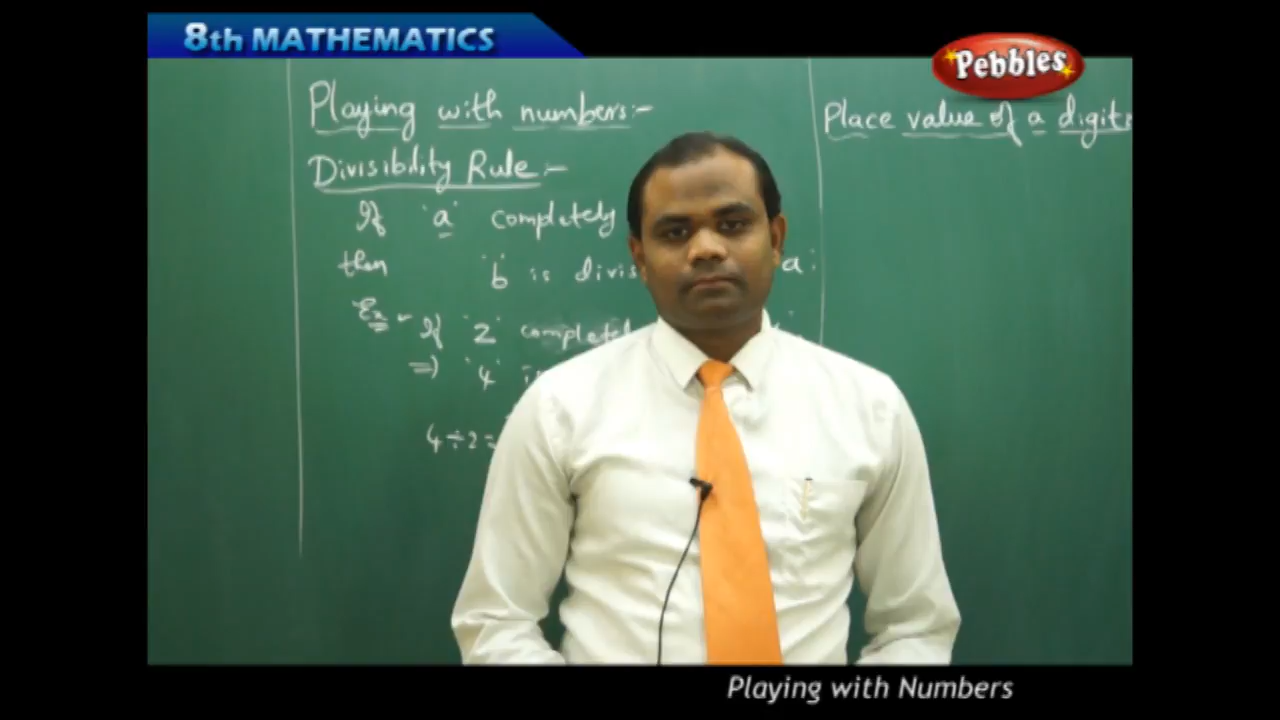 8th MATHEMATICS
Pebbles
Playing with numbers:-
Divisibility Rule:-
If 'a' completely
then 'b' is divis a.
Ex - If '2' completel
=) '4' i
4÷2=
Place value of a digit
Playing with Numbers